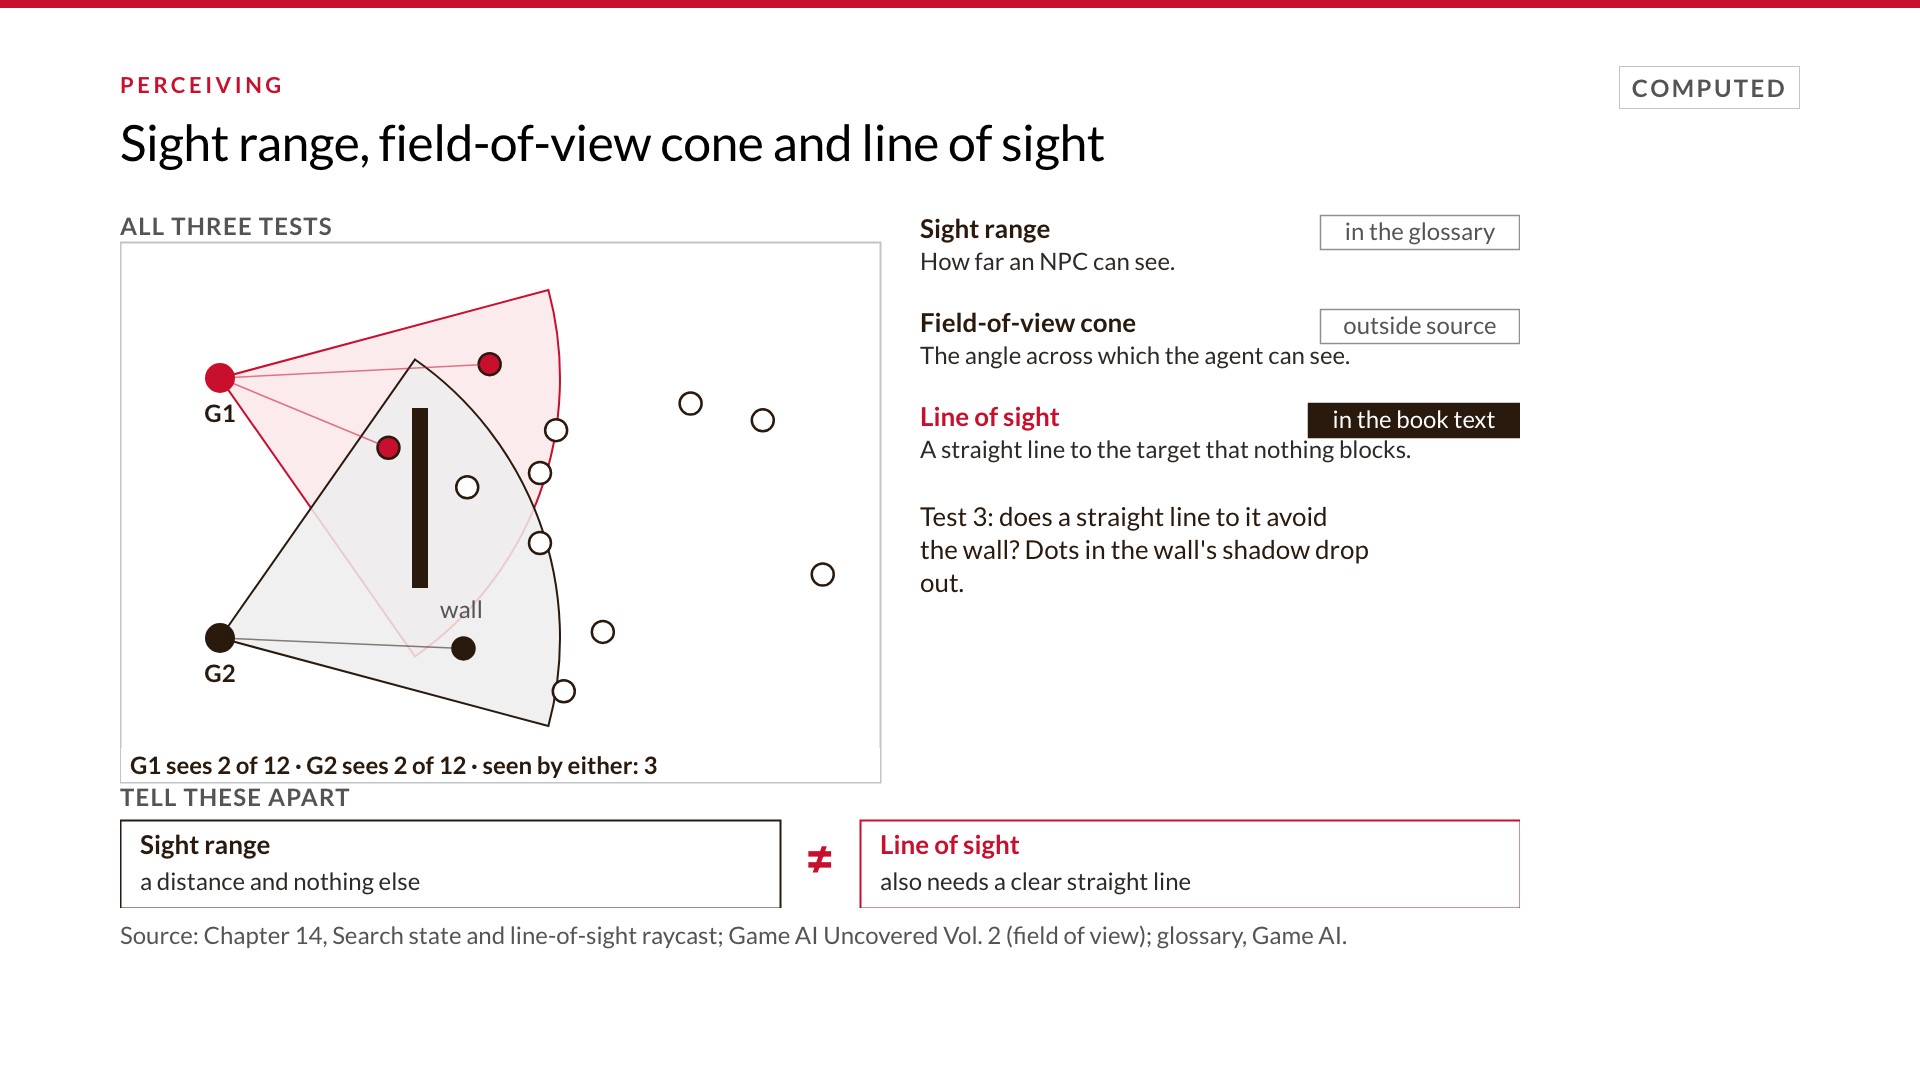 PERCEIVING
COMPUTED
Sight range, field-of-view cone and line of sight
ALL THREE TESTS
G1
wall
G2
G1 sees 2 of 12 · G2 sees 2 of 12 · seen by either: 3
Sight range
in the glossary
How far an NPC can see.
Field-of-view cone
outside source
The angle across which the agent can see.
Line of sight
in the book text
A straight line to the target that nothing blocks.
Test 3: does a straight line to it avoid
the wall? Dots in the wall's shadow drop
out.
TELL THESE APART
Sight range
a distance and nothing else
≠
Line of sight
also needs a clear straight line
Source: Chapter 14, Search state and line-of-sight raycast; Game AI Uncovered Vol. 2 (field of view); glossary, Game AI.